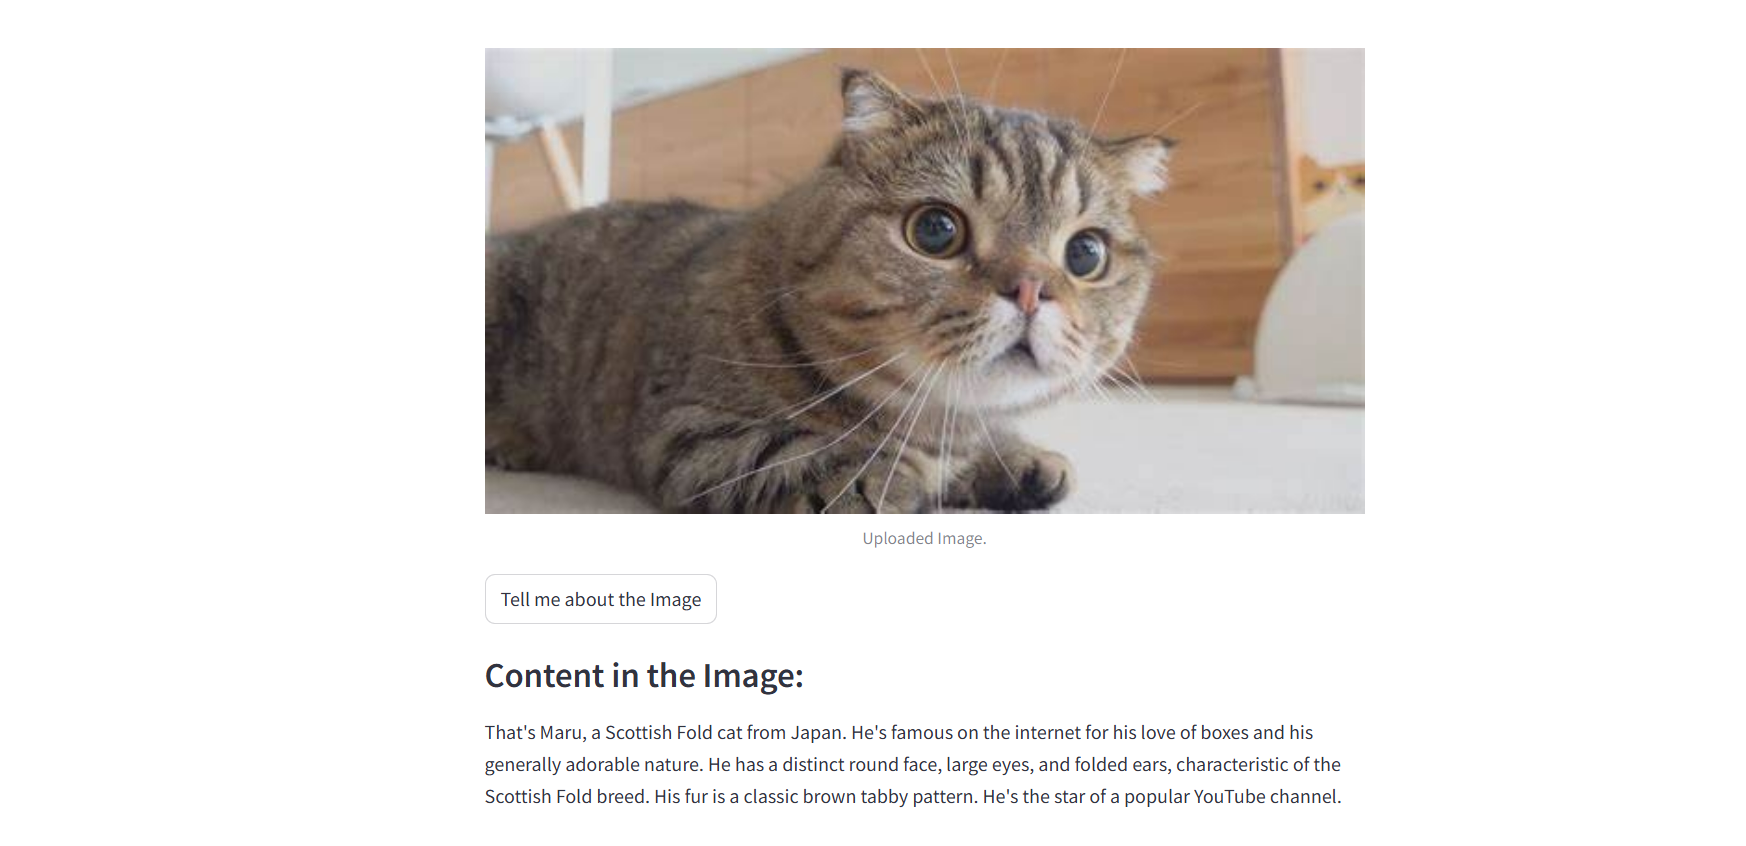 Uploaded Image.
Tell me about the Image
Content in the Image:
That's Maru, a Scottish Fold cat from Japan. He's famous on the internet for his love of boxes and his
generally adorable nature. He has a distinct round face, large eyes, and folded ears, characteristic of the
Scottish Fold breed. His fur is a classic brown tabby pattern. He's the star of a popular YouTube channel.